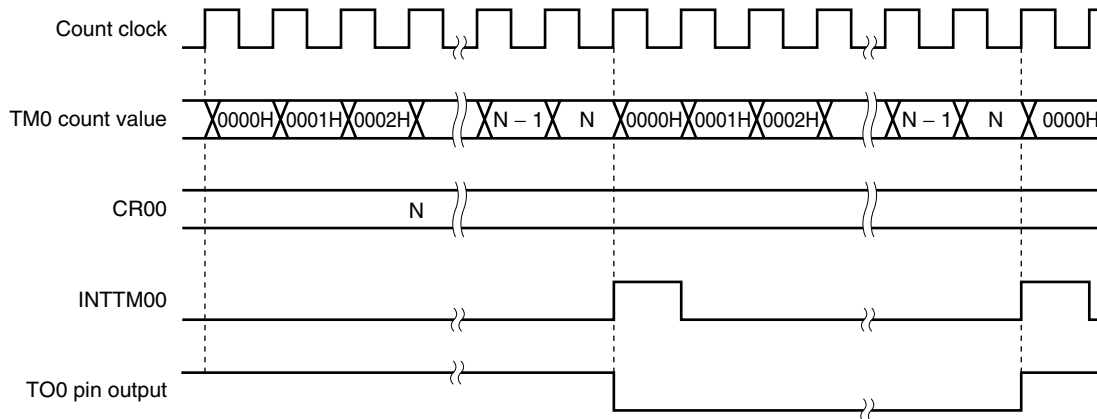 Count clock
TM0 count value 0000H 0001H 0002H N − 1 N 0000H 0001H 0002H N − 1 N 0000H
CR00 N
INTTM00
TO0 pin output